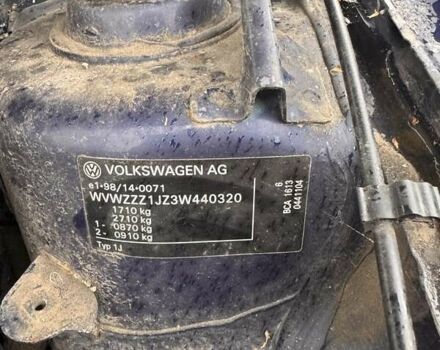 VOLKSWAGEN AG
e1*98/14*0071
WVWZZZ1JZ3W440320
1710 kg
2710 kg
1- 0870 kg
2- 0910 kg
Typ 1J
6
BCA 1613
0441104